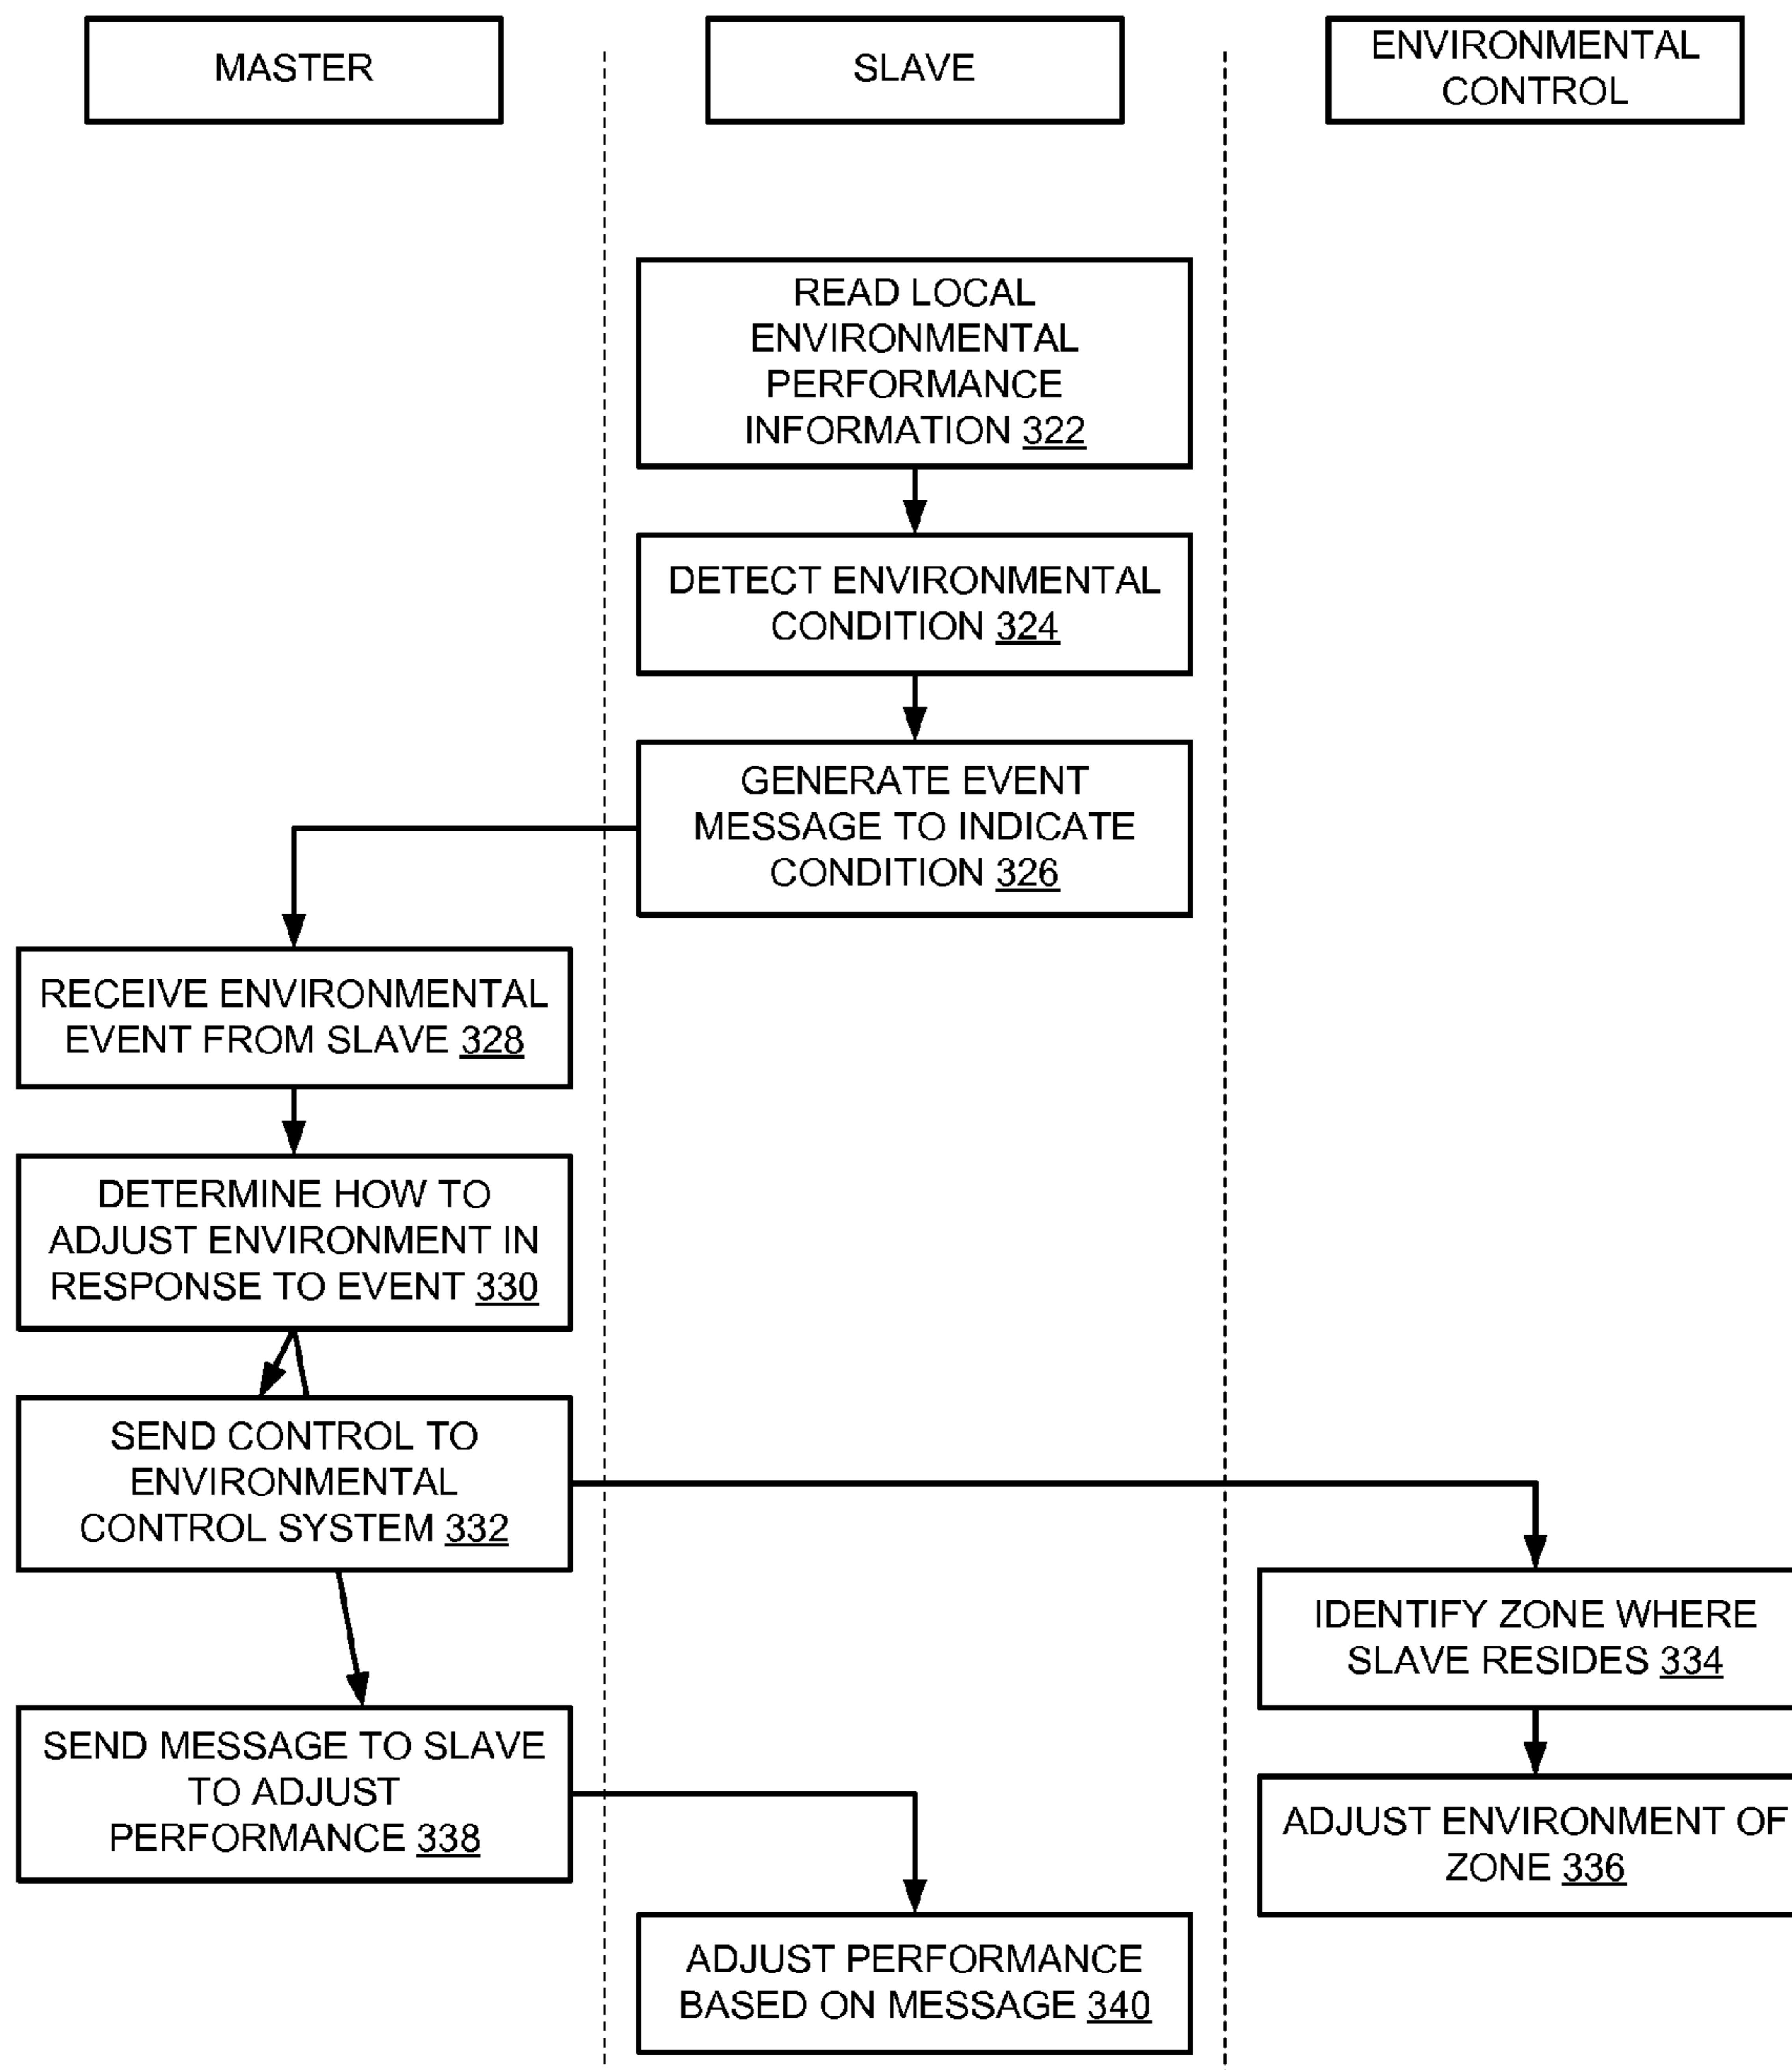 MASTER
SLAVE
ENVIRONMENTAL
CONTROL
READ LOCAL
ENVIRONMENTAL
PERFORMANCE
INFORMATION 322
DETECT ENVIRONMENTAL
CONDITION 324
GENERATE EVENT
MESSAGE TO INDICATE
CONDITION 326
RECEIVE ENVIRONMENTAL
EVENT FROM SLAVE 328
DETERMINE HOW TO
ADJUST ENVIRONMENT IN
RESPONSE TO EVENT 330
SEND CONTROL TO
ENVIRONMENTAL
CONTROL SYSTEM 332
IDENTIFY ZONE WHERE
SLAVE RESIDES 334
SEND MESSAGE TO SLAVE
TO ADJUST
PERFORMANCE 338
ADJUST ENVIRONMENT OF
ZONE 336
ADJUST PERFORMANCE
BASED ON MESSAGE 340